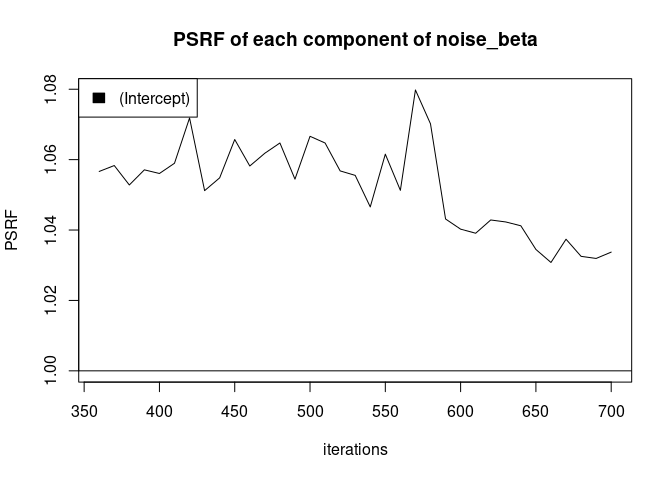 PSRF of each component of noise_beta
(Intercept)
1.08
1.06
1.04
1.02
1.00
PSRF
350 400 450 500 550 600 650 700
iterations